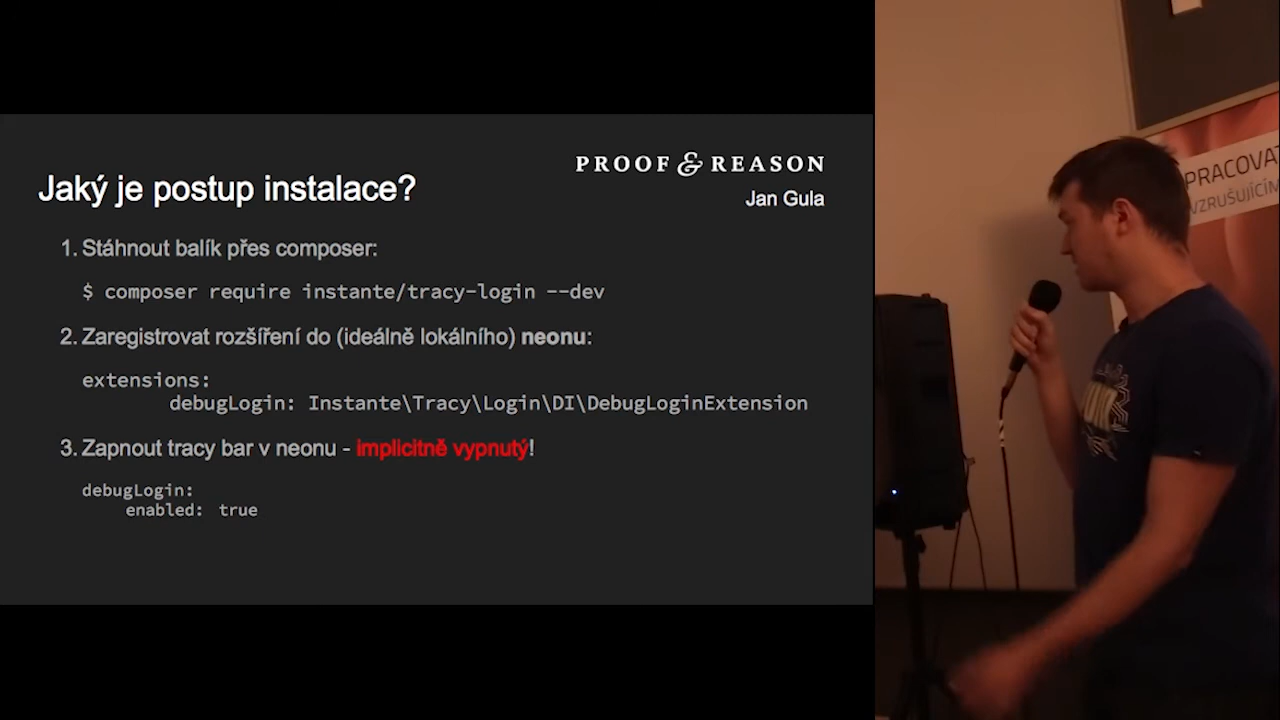 PROOF & REASON
Jan Gula
Jaký je postup instalace?
1. Stáhnout balík přes composer:
$ composer require instante/tracy-login --dev
2. Zaregistrovat rozšíření do (ideálně lokálního) neonu:
extensions:
debugLogin: Instante\Tracy\Login\DI\DebugLoginExtension
3. Zapnout tracy bar v neonu - implicitně vypnutý!
debugLogin:
enabled: true
PRACOVAT
VZRUŠUJÍCÍM